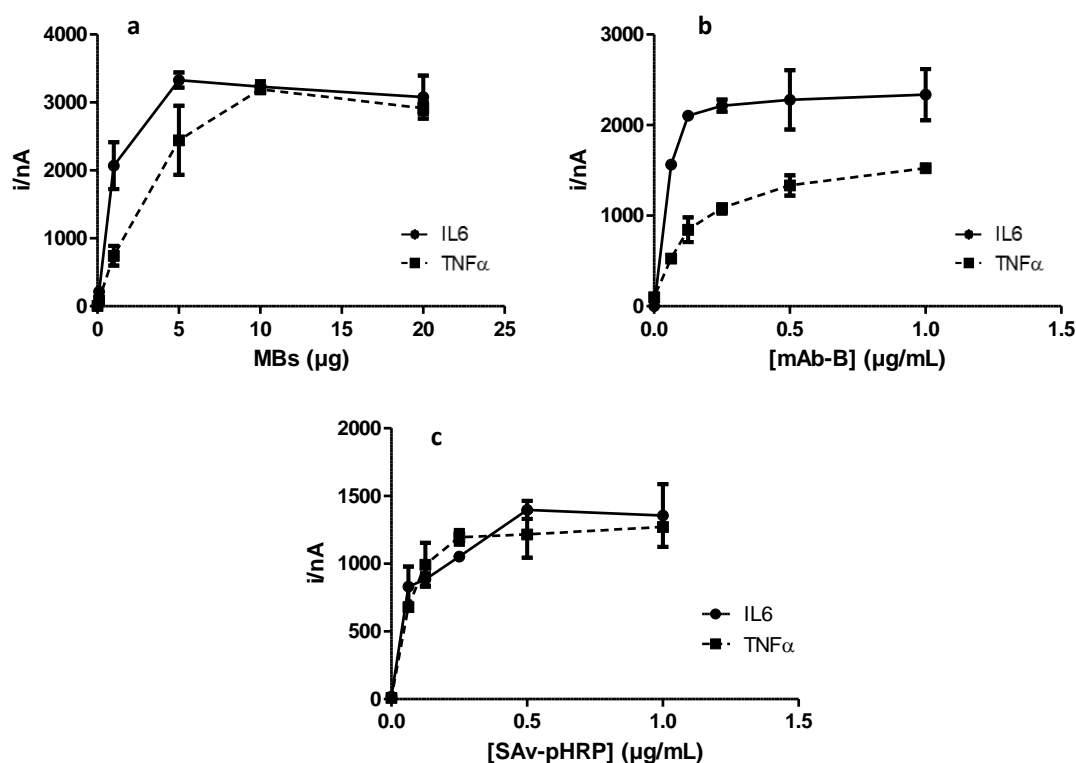 a
4000
3000
2000
1000
0
i/nA
IL6
TNFα
0 5 10 15 20 25
MBs (µg)
b
3000
2000
1000
0
i/nA
IL6
TNFα
0.0 0.5 1.0 1.5
[mAb-B] (µg/mL)
c
2000
1500
1000
500
0
i/nA
IL6
TNFα
0.0 0.5 1.0 1.5
[SAv-pHRP] (µg/mL)